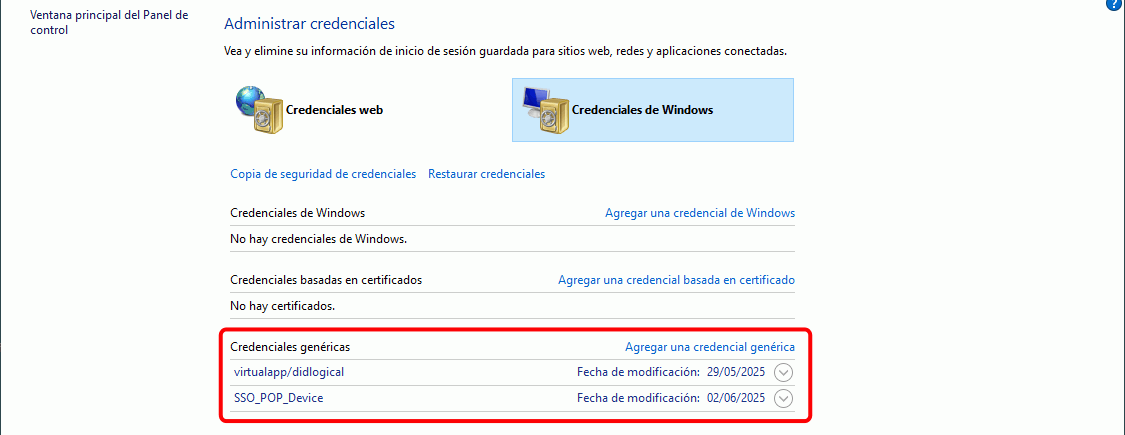 Ventana principal del Panel de
control
?
Administrar credenciales
Vea y elimine su información de inicio de sesión guardada para sitios web, redes y aplicaciones conectadas.
Credenciales web
Credenciales de Windows
Copia de seguridad de credenciales Restaurar credenciales
Credenciales de Windows Agregar una credencial de Windows
No hay credenciales de Windows.
Credenciales basadas en certificados Agregar una credencial basada en certificado
No hay certificados.
Credenciales genéricas Agregar una credencial genérica
virtualapp/didlogical Fecha de modificación: 29/05/2025
SSO_POP_Device Fecha de modificación: 02/06/2025